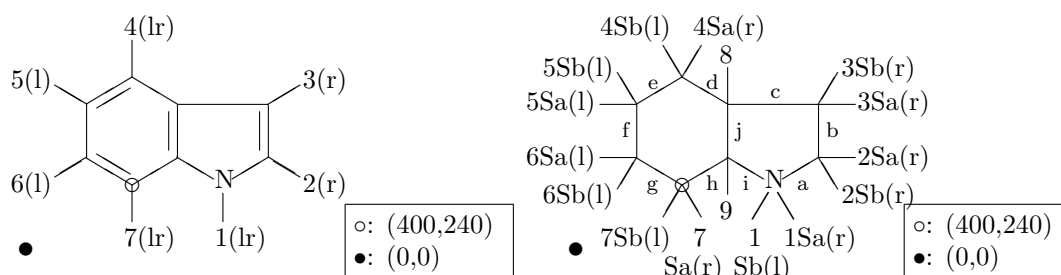 4(lr)
5(l)
3(r)
6(l)
N
2(r)
7(lr)
1(lr)
○: (400,240)
●: (0,0)
4Sb(l) 4Sa(r)
8
5Sb(l) e d 3Sb(r)
c
5Sa(l) 3Sa(r)
f j b
6Sa(l) 2Sa(r)
g h i N a
6Sb(l) 2Sb(r)
9
7Sb(l) 7 1 1Sa(r)
Sa(r) Sb(l)
○: (400,240)
●: (0,0)